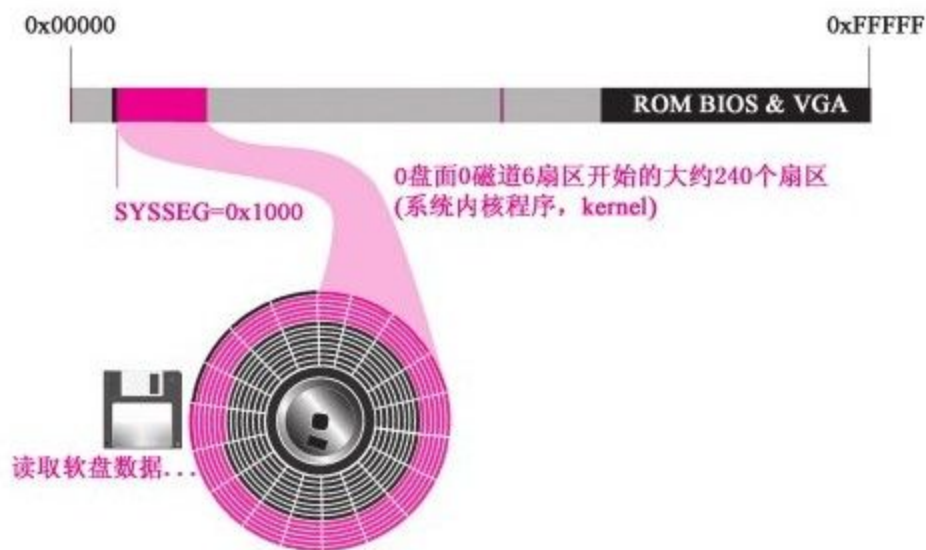 0x00000
0xFFFFF
ROM BIOS & VGA
SYSSEG=0x1000
0盘面0磁道6扇区开始的大约240个扇区
(系统内核程序，kernel)
读取软盘数据...